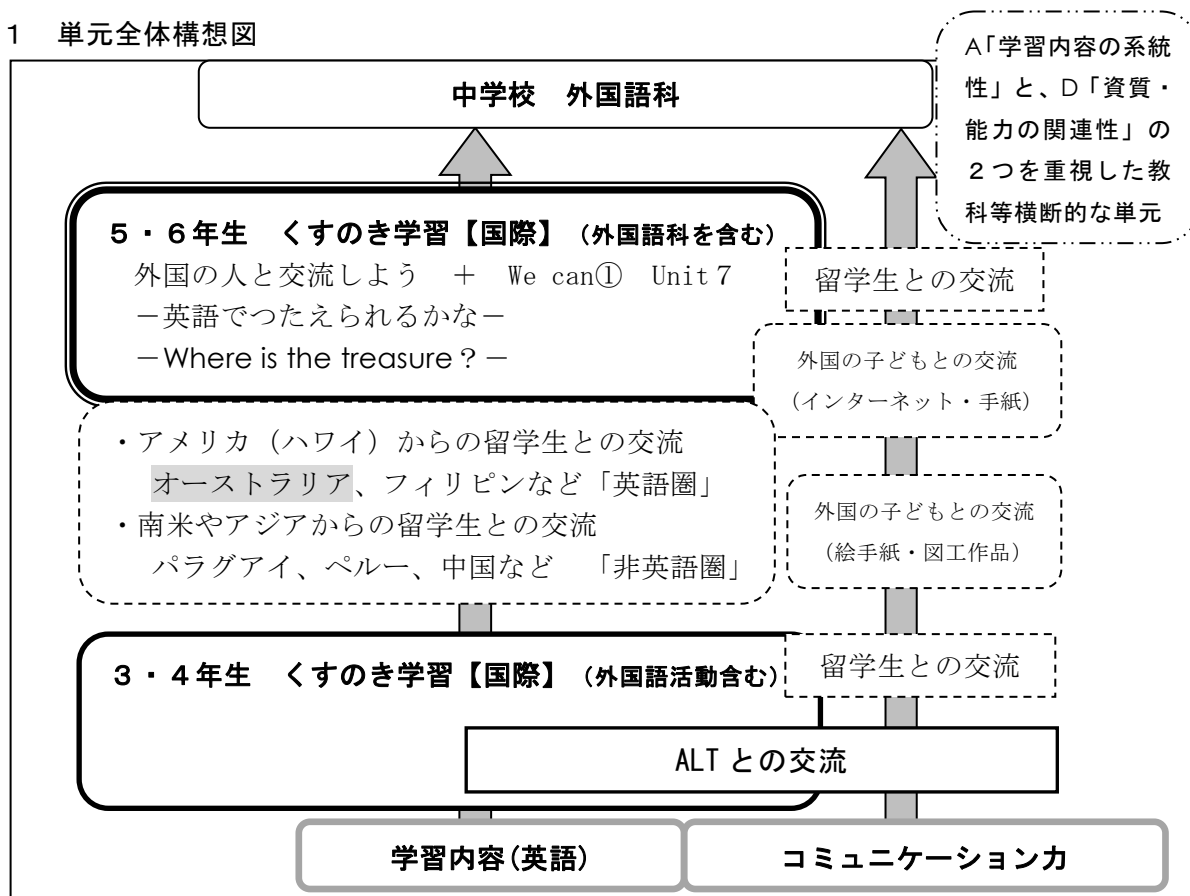 1　単元全体構想図
A「学習内容の系統
性」と、D「資質・
能力の関連性」の
２つを重視した教
科等横断的な単元
中学校　外国語科
５・６年生　くすのき学習【国際】（外国語科を含む）
外国の人と交流しよう　＋　We can①　Unit７
－英語でつたえられるかな－
－Where is the treasure？－
留学生との交流
外国の子どもとの交流
（インターネット・手紙）
・アメリカ（ハワイ）からの留学生との交流
オーストラリア、フィリピンなど「英語圏」
・南米やアジアからの留学生との交流
パラグアイ、ペルー、中国など　「非英語圏」
外国の子どもとの交流
（絵手紙・図工作品）
３・４年生　くすのき学習【国際】（外国語活動含む）
留学生との交流
ALTとの交流
学習内容(英語)
コミュニケーション力